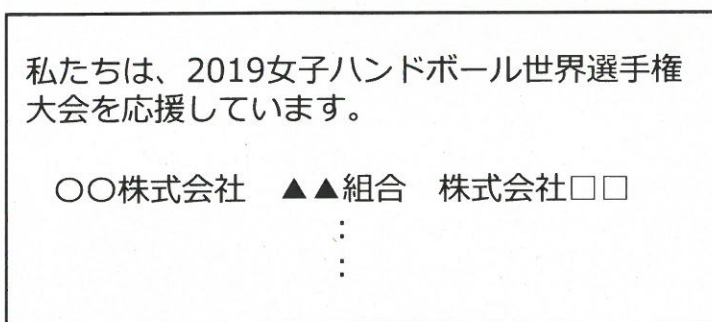 私たちは、2019女子ハンドボール世界選手権
大会を応援しています。
〇〇株式会社　▲▲組合　株式会社□□
：
：